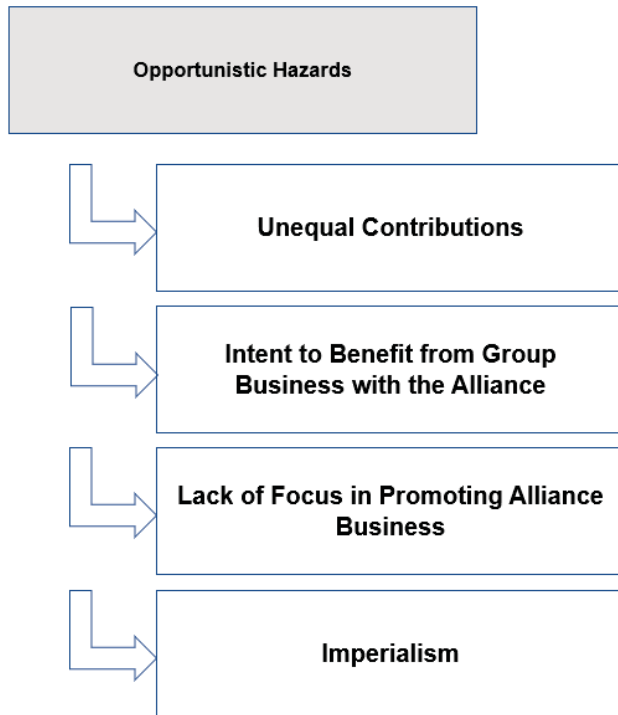 Opportunistic Hazards
Unequal Contributions
Intent to Benefit from Group
Business with the Alliance
Lack of Focus in Promoting Alliance
Business
Imperialism